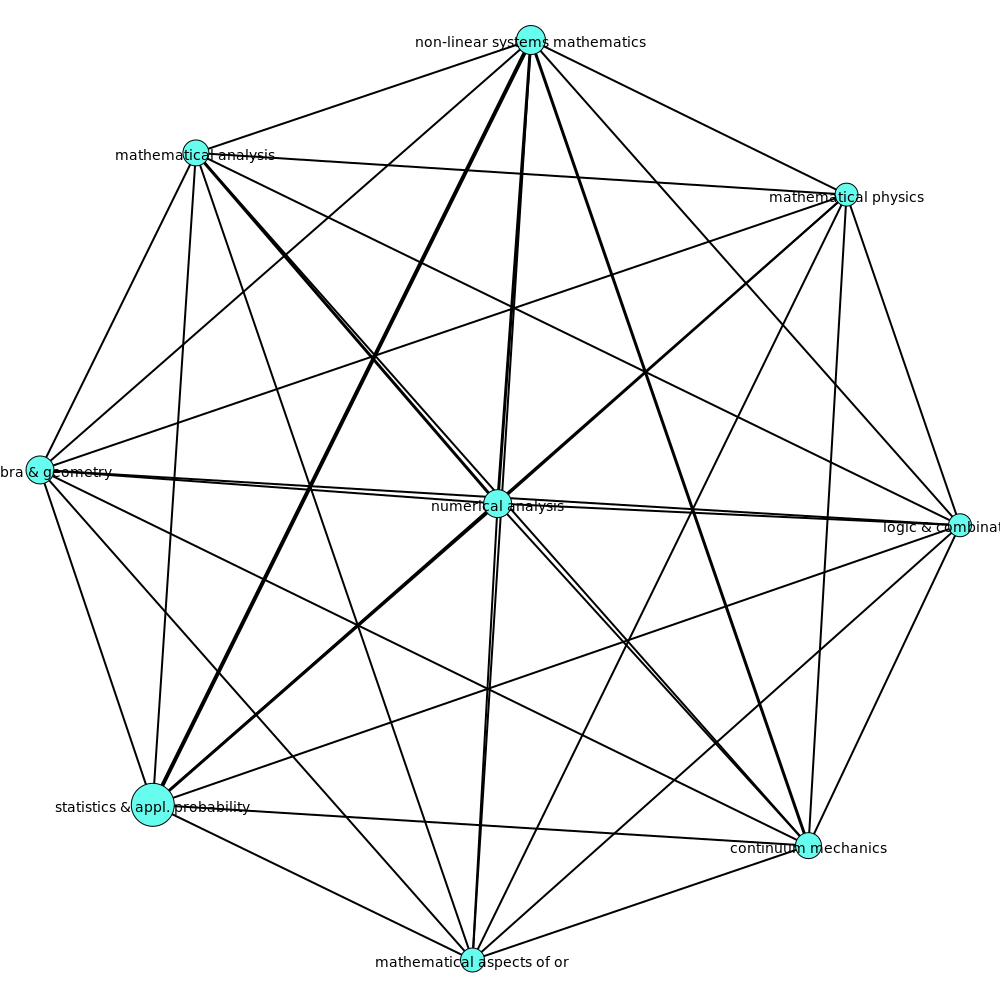 non-linear systems mathematics
mathematical analysis
mathematical physics
bra & geometry
numerical analysis
logic & combinat
statistics & appl. probability
continuum mechanics
mathematical aspects of or